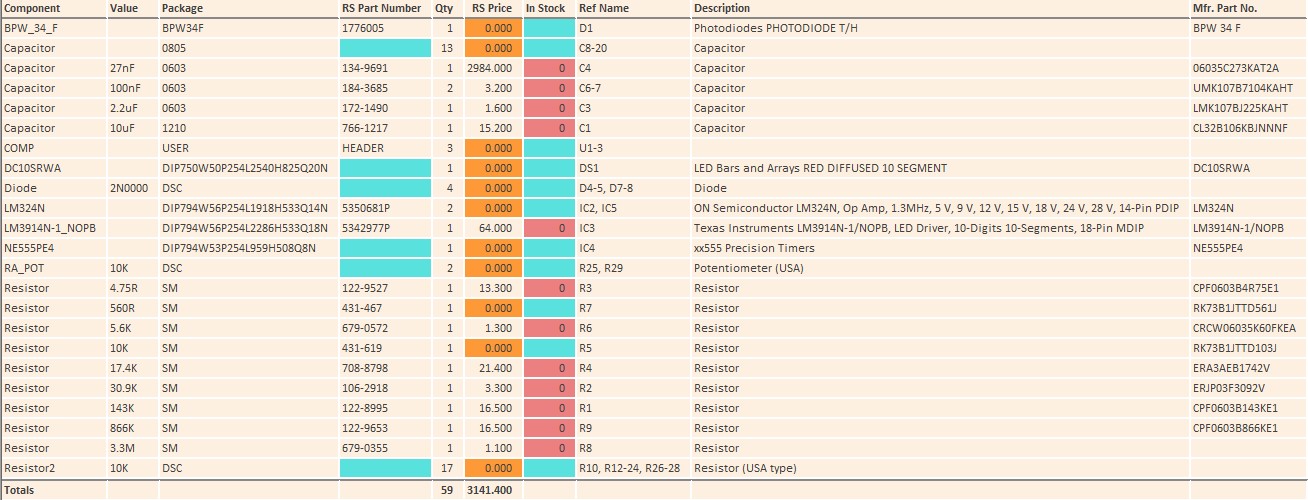 Component Value Package RS Part Number Qty RS Price In Stock Ref Name Description Mfr. Part No.
BPW_34_F BPW34F 1776005 1 0.000 D1 Photodiodes PHOTODIODE T/H BPW 34 F
Capacitor 0805 13 0.000 C8-20 Capacitor
Capacitor 27nF 0603 134-9691 1 2984.000 0 C4 Capacitor 06035C273KAT2A
Capacitor 100nF 0603 184-3685 2 3.200 0 C6-7 Capacitor UMK107B7104KAHT
Capacitor 2.2uF 0603 172-1490 1 1.600 0 C3 Capacitor LMK107BJ225KAHT
Capacitor 10uF 1210 766-1217 1 15.200 0 C1 Capacitor CL32B106KBJNNNF
COMP USER HEADER 3 0.000 U1-3
DC10SRWA DIP750W50P254L2540H825Q20N 1 0.000 DS1 LED Bars and Arrays RED DIFFUSED 10 SEGMENT DC10SRWA
Diode 2N0000 DSC 4 0.000 D4-5, D7-8 Diode
LM324N DIP794W56P254L1918H533Q14N 5350681P 2 0.000 IC2, IC5 ON Semiconductor LM324N, Op Amp, 1.3MHz, 5 V, 9 V, 12 V, 15 V, 18 V, 24 V, 28 V, 14-Pin PDIP LM324N
LM3914N-1_NOPB DIP794W56P254L2286H533Q18N 5342977P 1 64.000 0 IC3 Texas Instruments LM3914N-1/NOPB, LED Driver, 10-Digits 10-Segments, 18-Pin MDIP LM3914N-1/NOPB
NE555PE4 DIP794W53P254L959H508Q8N 1 0.000 IC4 xx555 Precision Timers NE555PE4
RA_POT 10K DSC 2 0.000 R25, R29 Potentiometer (USA)
Resistor 4.75R SM 122-9527 1 13.300 0 R3 Resistor CPF0603B4R75E1
Resistor 560R SM 431-467 1 0.000 R7 Resistor RK73B1JTTD561J
Resistor 5.6K SM 679-0572 1 1.300 0 R6 Resistor CRCW06035K60FKEA
Resistor 10K SM 431-619 1 0.000 R5 Resistor RK73B1JTTD103J
Resistor 17.4K SM 708-8798 1 21.400 0 R4 Resistor ERA3AEB1742V
Resistor 30.9K SM 106-2918 1 3.300 0 R2 Resistor ERJP03F3092V
Resistor 143K SM 122-8995 1 16.500 0 R1 Resistor CPF0603B143KE1
Resistor 866K SM 122-9653 1 16.500 0 R9 Resistor CPF0603B866KE1
Resistor 3.3M SM 679-0355 1 1.100 0 R8 Resistor
Resistor2 10K DSC 17 0.000 R10, R12-24, R26-28 Resistor (USA type)
Totals 59 3141.400